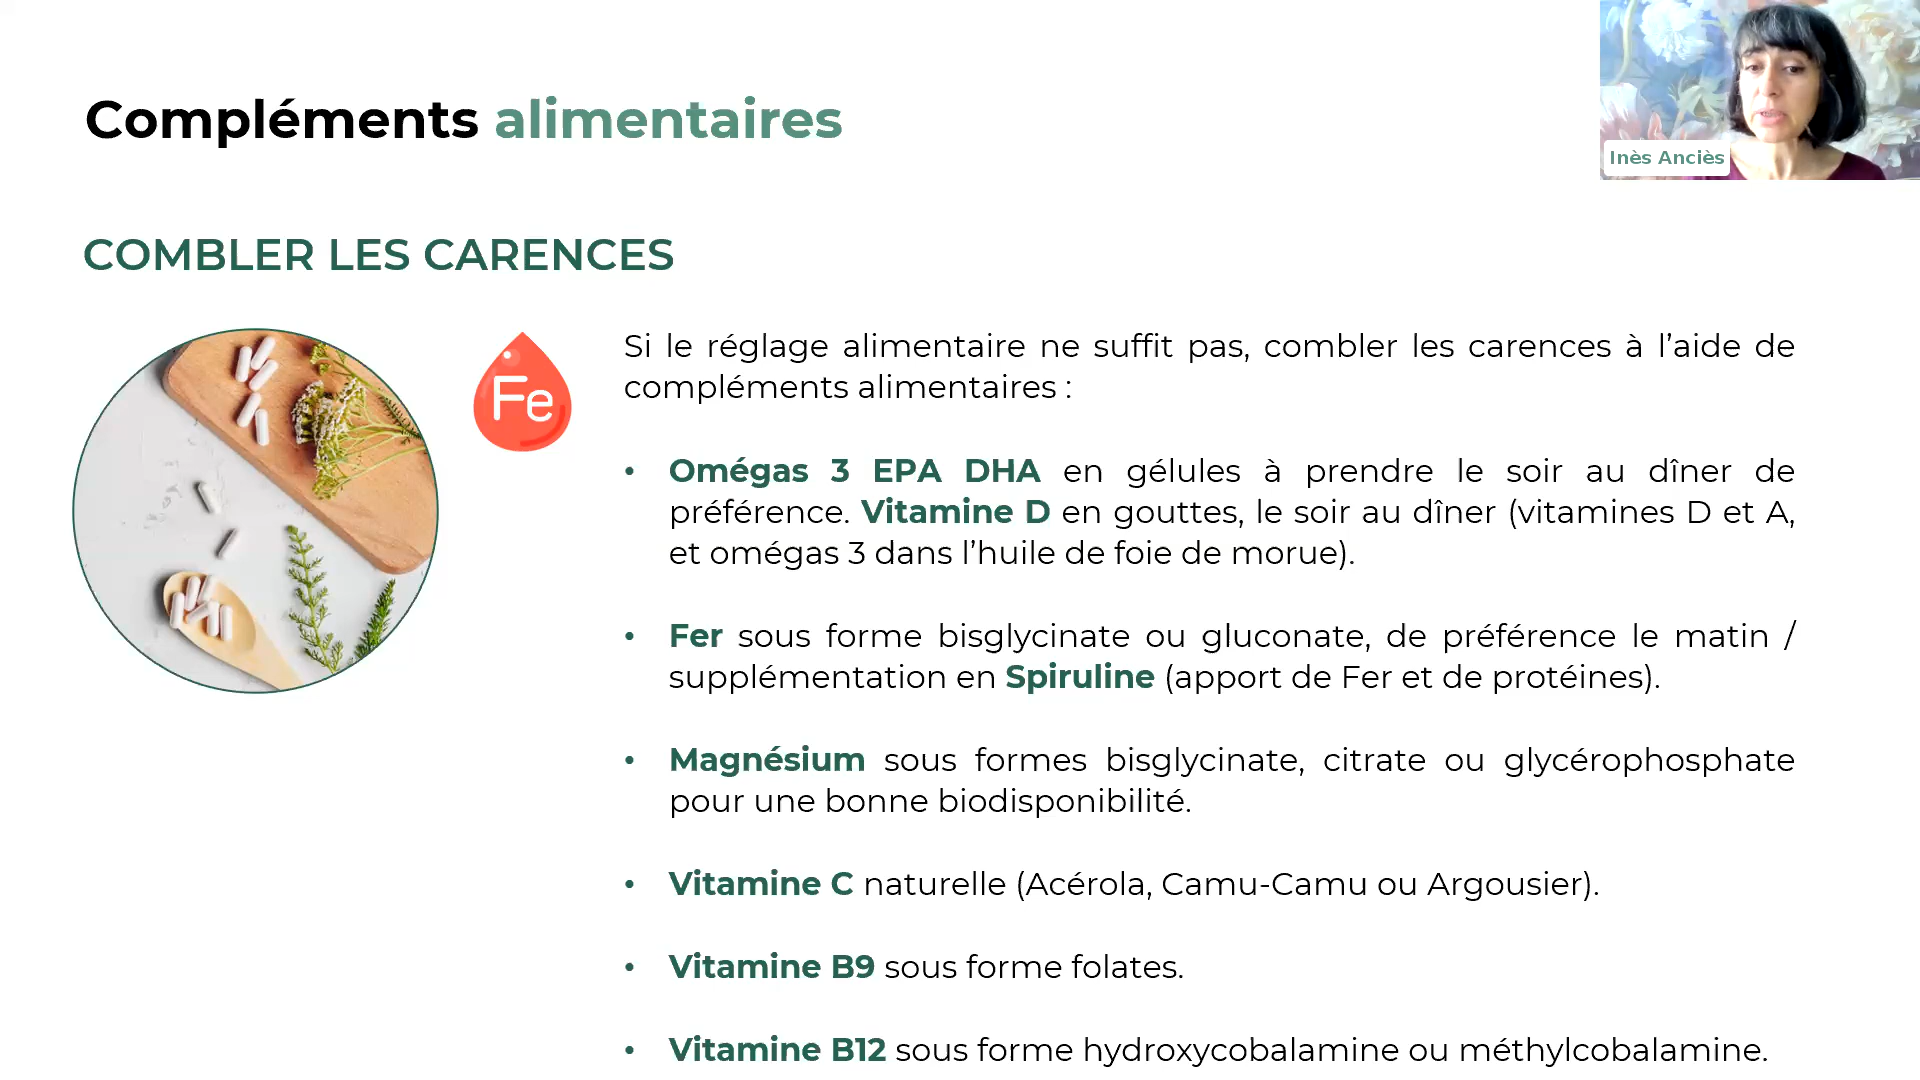 Compléments alimentaires
Inès Anciès
COMBLER LES CARENCES
Fe
Si le réglage alimentaire ne suffit pas, combler les carences à l’aide de
compléments alimentaires :
• Omégas 3 EPA DHA en gélules à prendre le soir au dîner de
préférence. Vitamine D en gouttes, le soir au dîner (vitamines D et A,
et omégas 3 dans l’huile de foie de morue).
• Fer sous forme bisglycinate ou gluconate, de préférence le matin /
supplémentation en Spiruline (apport de Fer et de protéines).
• Magnésium sous formes bisglycinate, citrate ou glycérophosphate
pour une bonne biodisponibilité.
• Vitamine C naturelle (Acérola, Camu-Camu ou Argousier).
• Vitamine B9 sous forme folates.
• Vitamine B12 sous forme hydroxycobalamine ou méthylcobalamine.